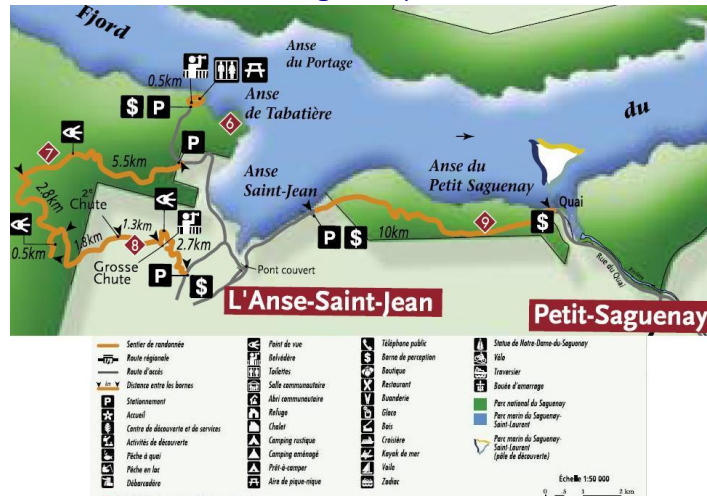 Fjord
du
Anse
du Portage
0.5km
$ P
Anse
de Tabatière
6
P
7
5.5km
2.8km
2e
Chute
1.3km
8
2.7km
0.5km
1.8km
Grosse
Chute
P $
Anse
Saint-Jean
P $
10km
9
Anse du
Petit Saguenay
Quai
$
Rue du Quai
Pont couvert
L'Anse-Saint-Jean
Petit-Saguenay
Sentier de randonnée
Route régionale
Route d'accès
Distance entre les bornes
P Stationnement
Accueil
Centre de découverte et de services
Activités de découverte
Pêche à quai
Pêche en lac
Débarcadère
Point de vue
Belvédère
Toilettes
Salle communautaire
Abri communautaire
Refuge
Chalet
Camping rustique
Camping aménagé
Prêt-à-camper
Aire de pique-nique
Téléphone public
$ Borne de perception
Boutique
Restaurant
Buanderie
Glace
Bois
Croisière
Kayak de mer
Voile
Zodiac
Statue de Notre-Dame-du-Saguenay
Vélo
Traversier
Bouée d'amarrage
Parc national du Saguenay
Parc marin du Saguenay-
Saint-Laurent
Parc marin du Saguenay-
Saint-Laurent
(pôle de découverte)
Échelle 1:50 000
0 .5 1 2 km